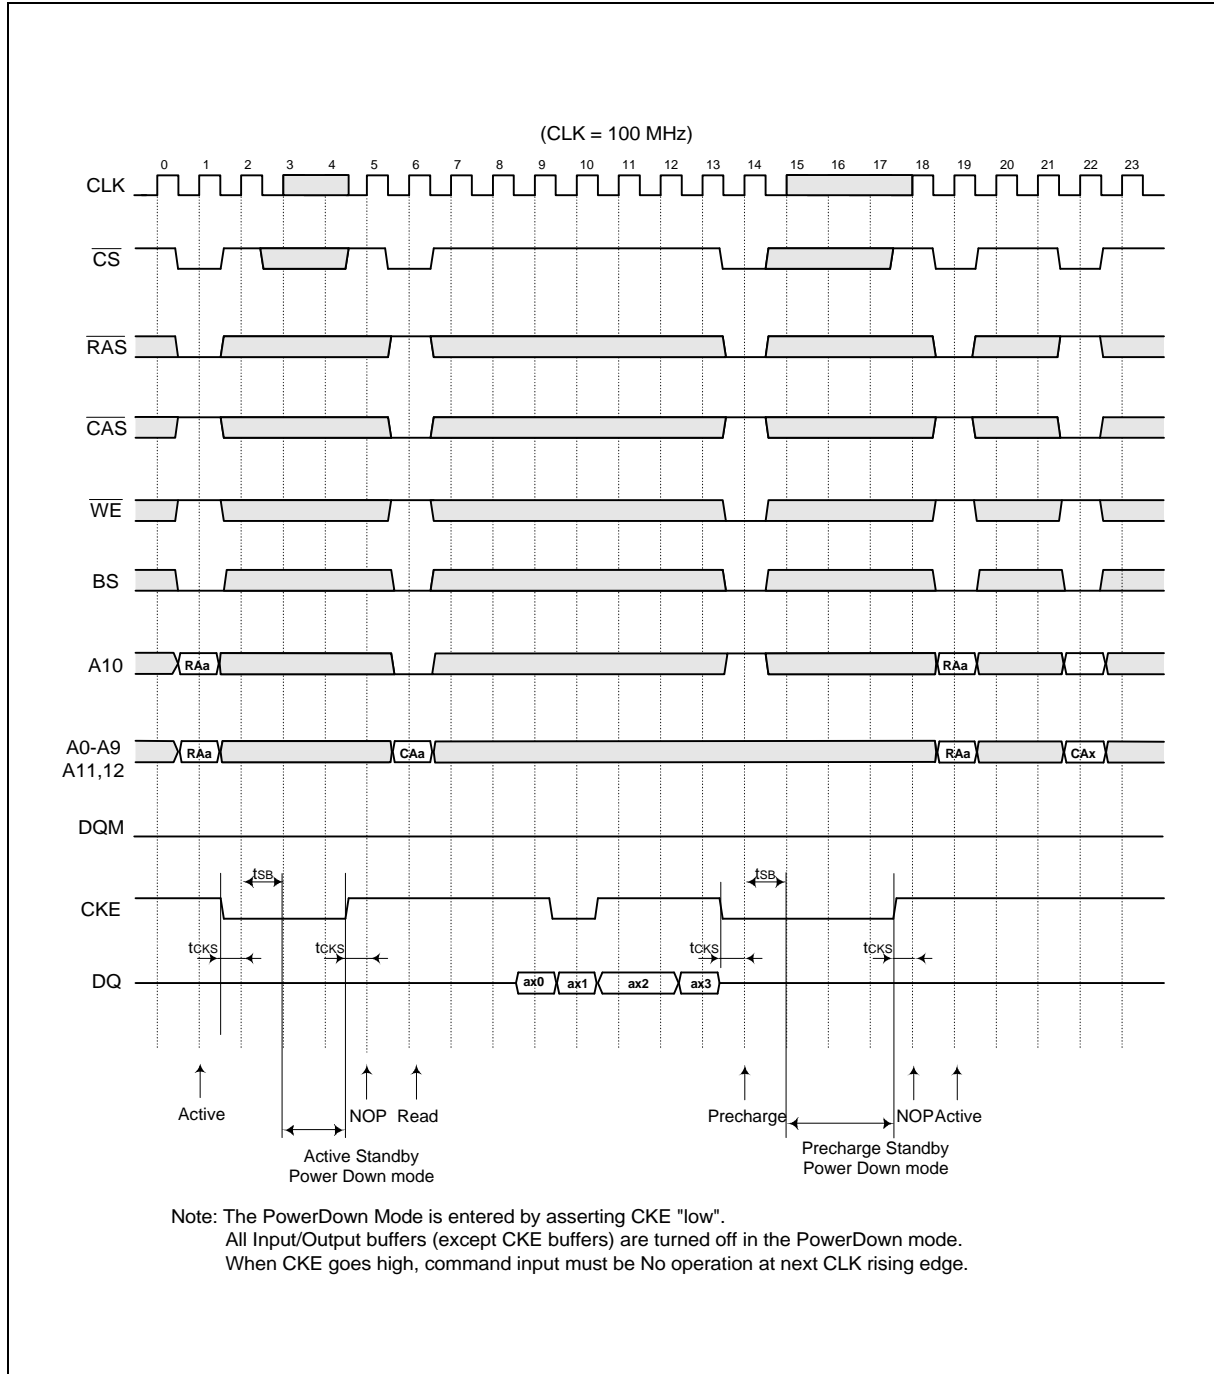 (CLK = 100 MHz)
0 1 2 3 4 5 6 7 8 9 10 11 12 13 14 15 16 17 18 19 20 21 22 23
CLK
CS
RAS
CAS
WE
BS
A10 RAa RAa
A0-A9
A11,12
RAa CAa RAa CAx
DQM
tSB tSB
CKE
tCKS tCKS tCKS tCKS
DQ ax0 ax1 ax2 ax3
Active NOP Read Precharge NOP Active
Active Standby
Power Down mode
Precharge Standby
Power Down mode
Note: The PowerDown Mode is entered by asserting CKE "low".
All Input/Output buffers (except CKE buffers) are turned off in the PowerDown mode.
When CKE goes high, command input must be No operation at next CLK rising edge.